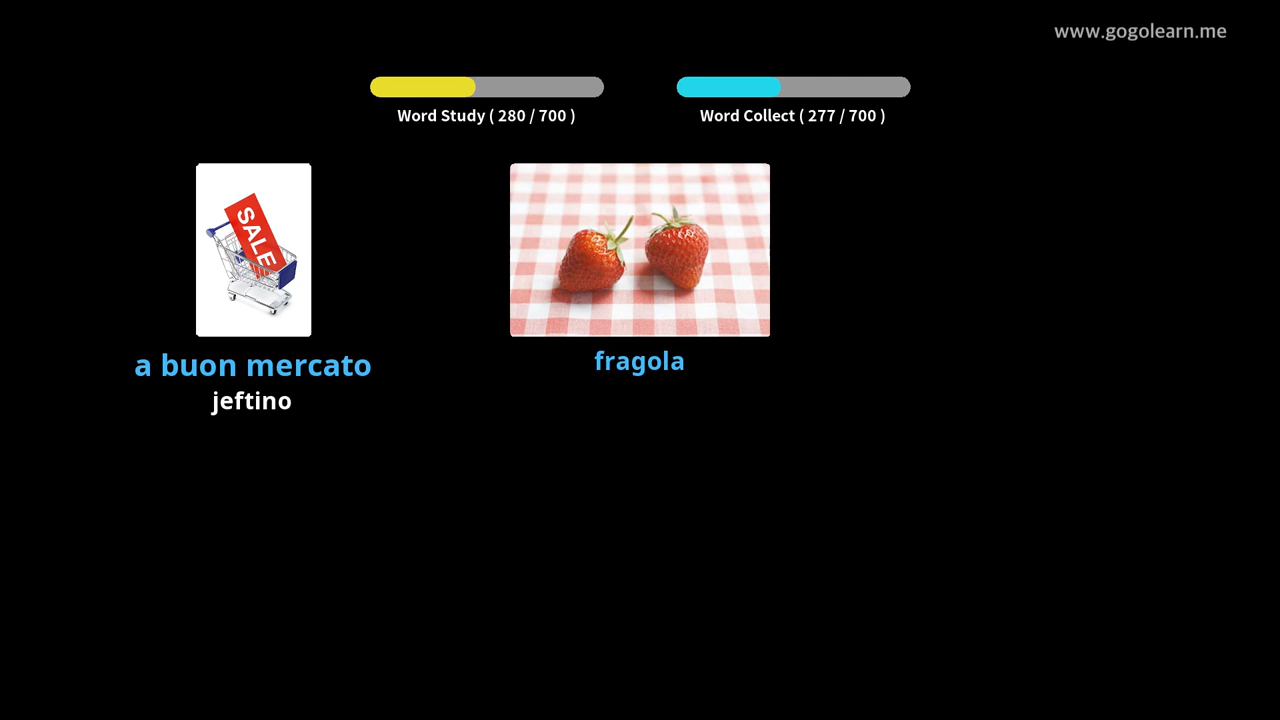 www.gogolearn.me
Word Study ( 280 / 700 )
Word Collect ( 277 / 700 )
SALE
a buon mercato
jeftino
fragola